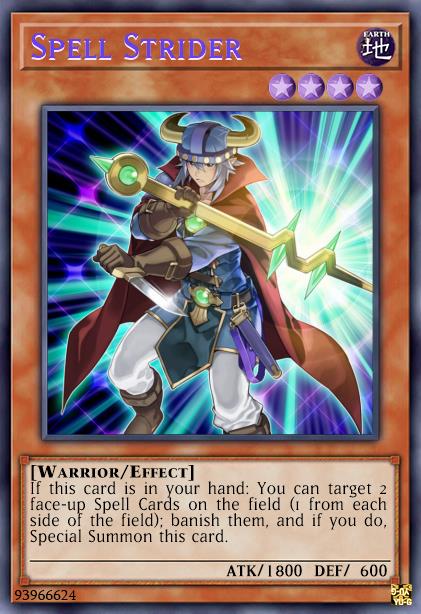 SPELL STRIDER
EARTH
地
[WARRIOR/EFFECT]
If this card is in your hand: You can target 2
face-up Spell Cards on the field (1 from each
side of the field); banish them, and if you do,
Special Summon this card.
ATK/1800 DEF/ 600
93966624